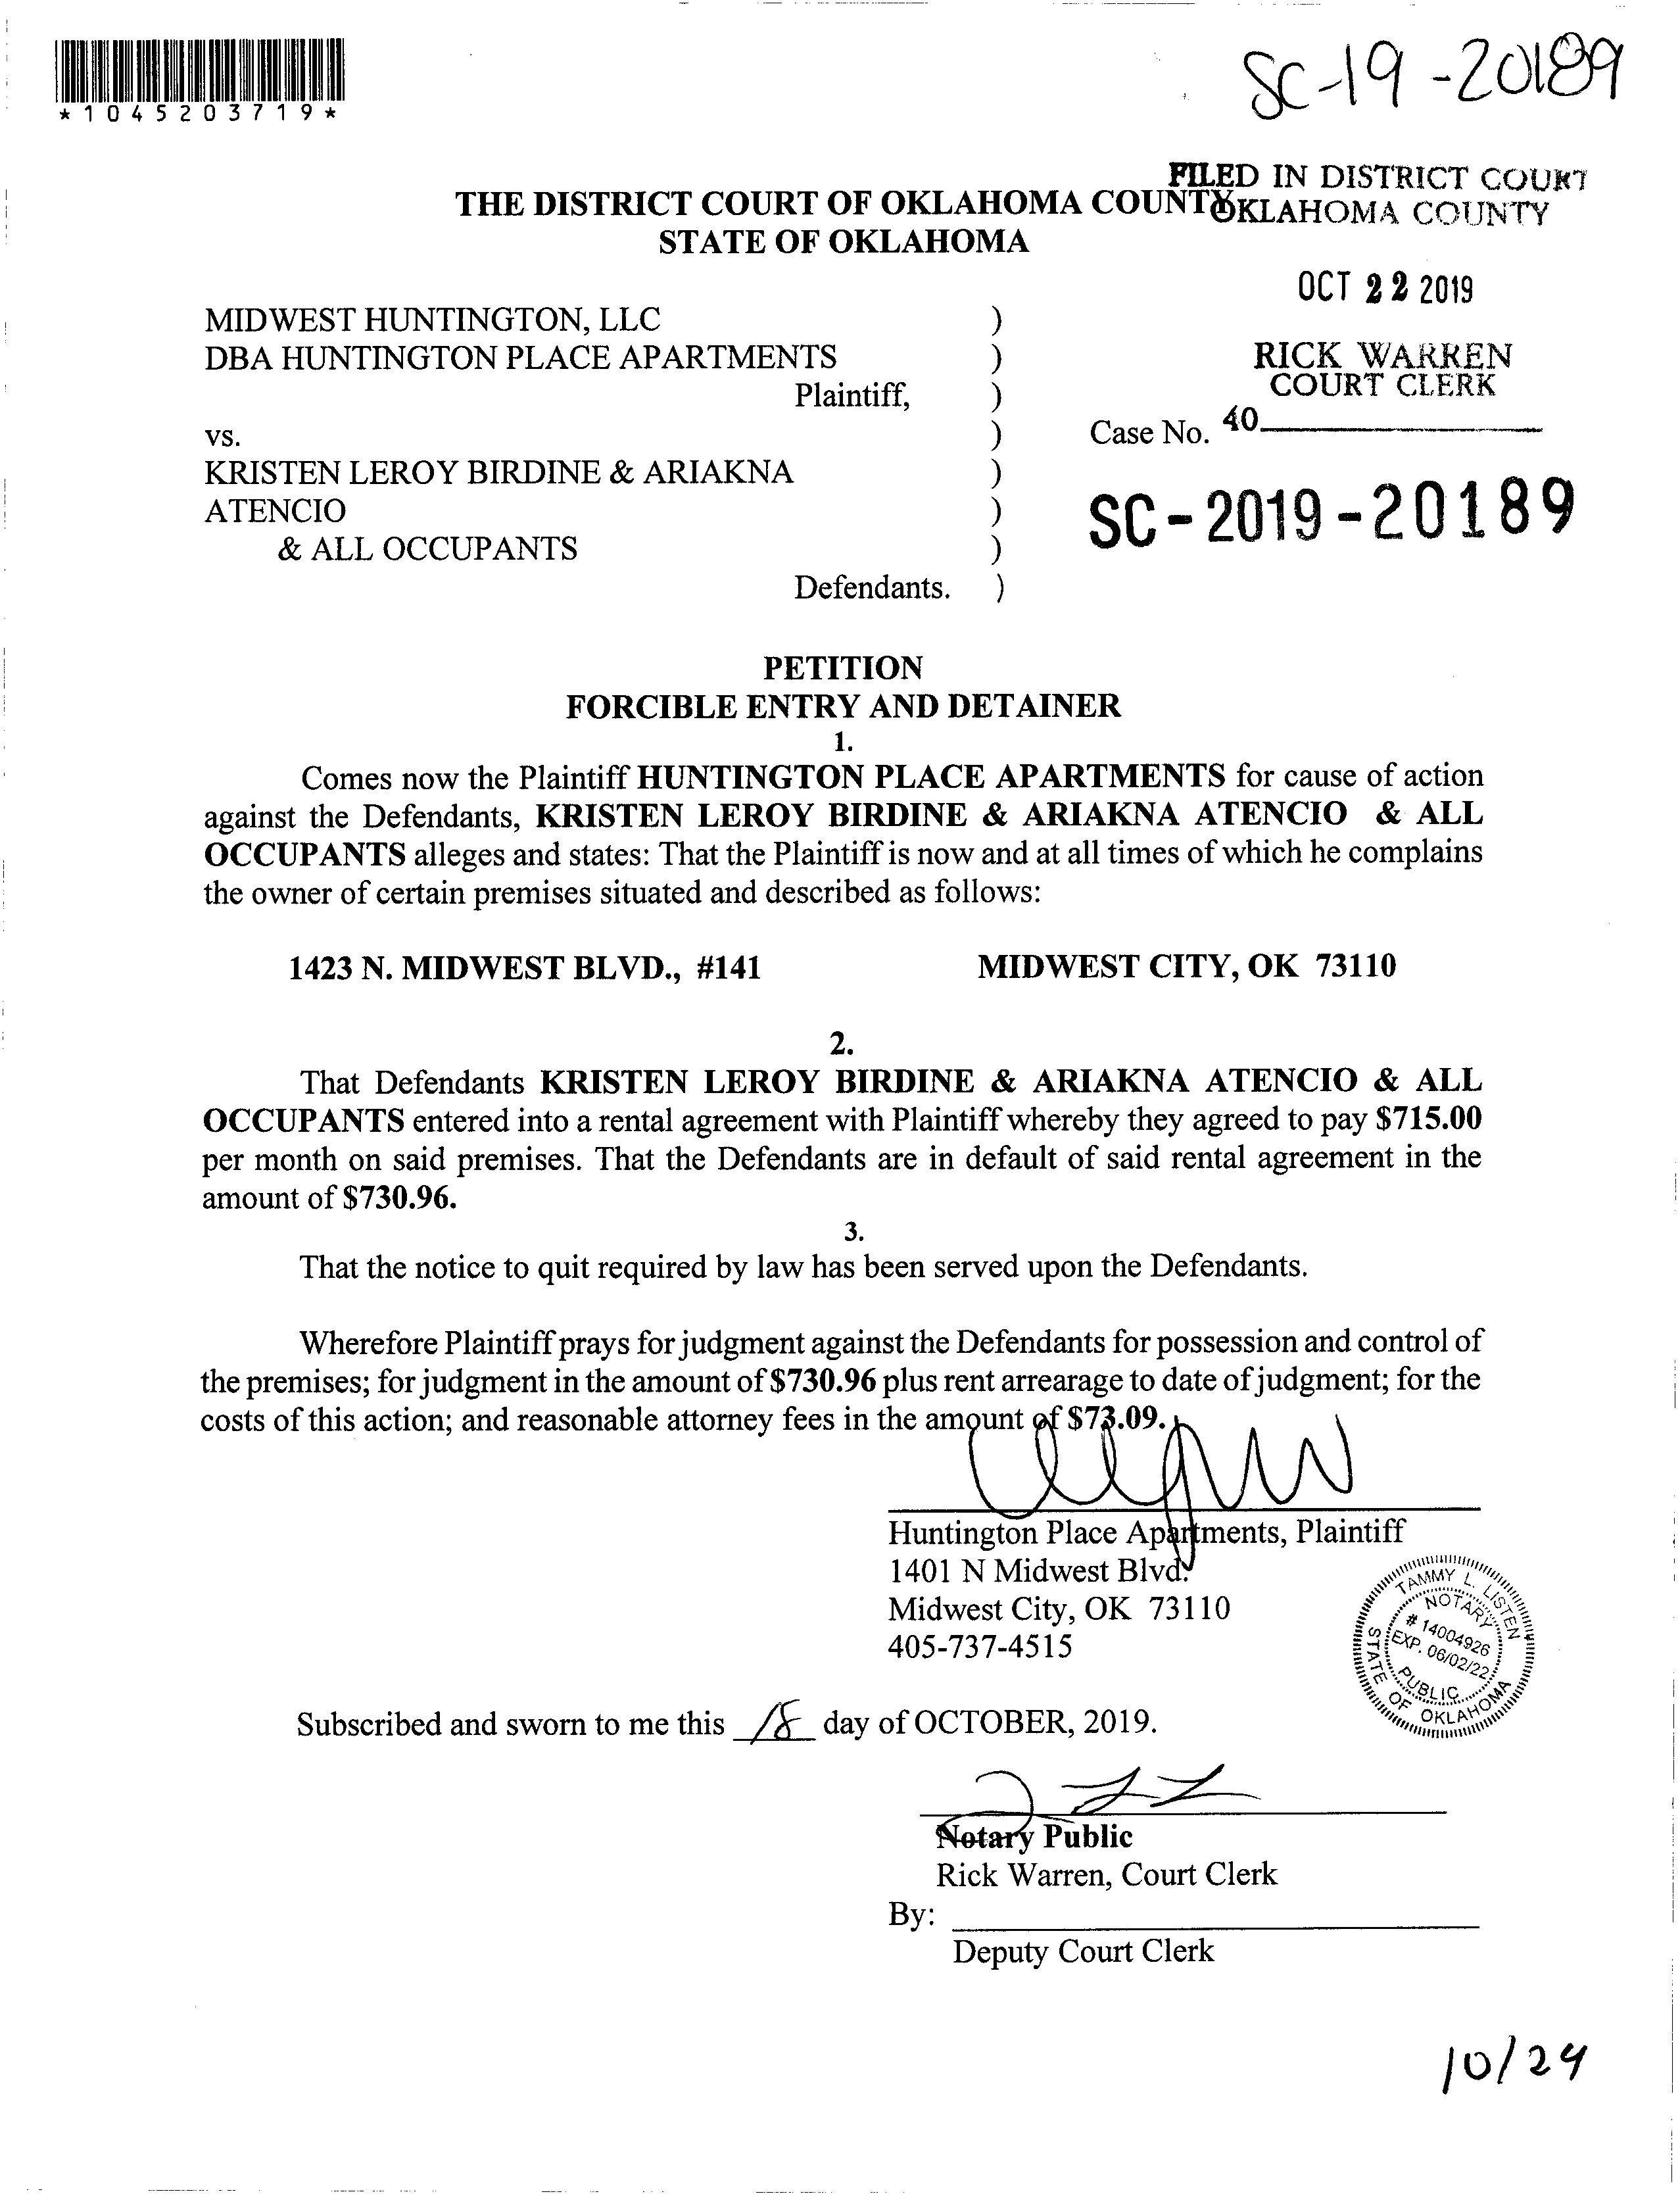 *1045203719*
SC-19-20189
FILED IN DISTRICT COURT
OKLAHOMA COUNTY
THE DISTRICT COURT OF OKLAHOMA COUNTY
STATE OF OKLAHOMA
OCT 22 2019
MIDWEST HUNTINGTON, LLC )
DBA HUNTINGTON PLACE APARTMENTS )
RICK WARREN
COURT CLERK
Plaintiff, )
vs. ) Case No. 40
KRISTEN LEROY BIRDINE & ARIAKNA )
ATENCIO )
SC-2019-20189
& ALL OCCUPANTS )
Defendants. )
PETITION
FORCIBLE ENTRY AND DETAINER
1.
Comes now the Plaintiff HUNTINGTON PLACE APARTMENTS for cause of action
against the Defendants, KRISTEN LEROY BIRDINE & ARIAKNA ATENCIO & ALL
OCCUPANTS alleges and states: That the Plaintiff is now and at all times of which he complains
the owner of certain premises situated and described as follows:
1423 N. MIDWEST BLVD., #141 MIDWEST CITY, OK 73110
2.
That Defendants KRISTEN LEROY BIRDINE & ARIAKNA ATENCIO & ALL
OCCUPANTS entered into a rental agreement with Plaintiff whereby they agreed to pay $715.00
per month on said premises. That the Defendants are in default of said rental agreement in the
amount of $730.96.
3.
That the notice to quit required by law has been served upon the Defendants.
Wherefore Plaintiff prays for judgment against the Defendants for possession and control of
the premises; for judgment in the amount of $730.96 plus rent arrearage to date of judgment; for the
costs of this action; and reasonable attorney fees in the amount of $73.09.
Huntington Place Apartments, Plaintiff
1401 N Midwest Blvd.
Midwest City, OK 73110
405-737-4515
TAMMY L. LISTEN
NOTARY
# 14004926
EXP. 06/02/22
PUBLIC
STATE OF OKLAHOMA
Subscribed and sworn to me this 18 day of OCTOBER, 2019.
Notary Public
Rick Warren, Court Clerk
By:
Deputy Court Clerk
10/24